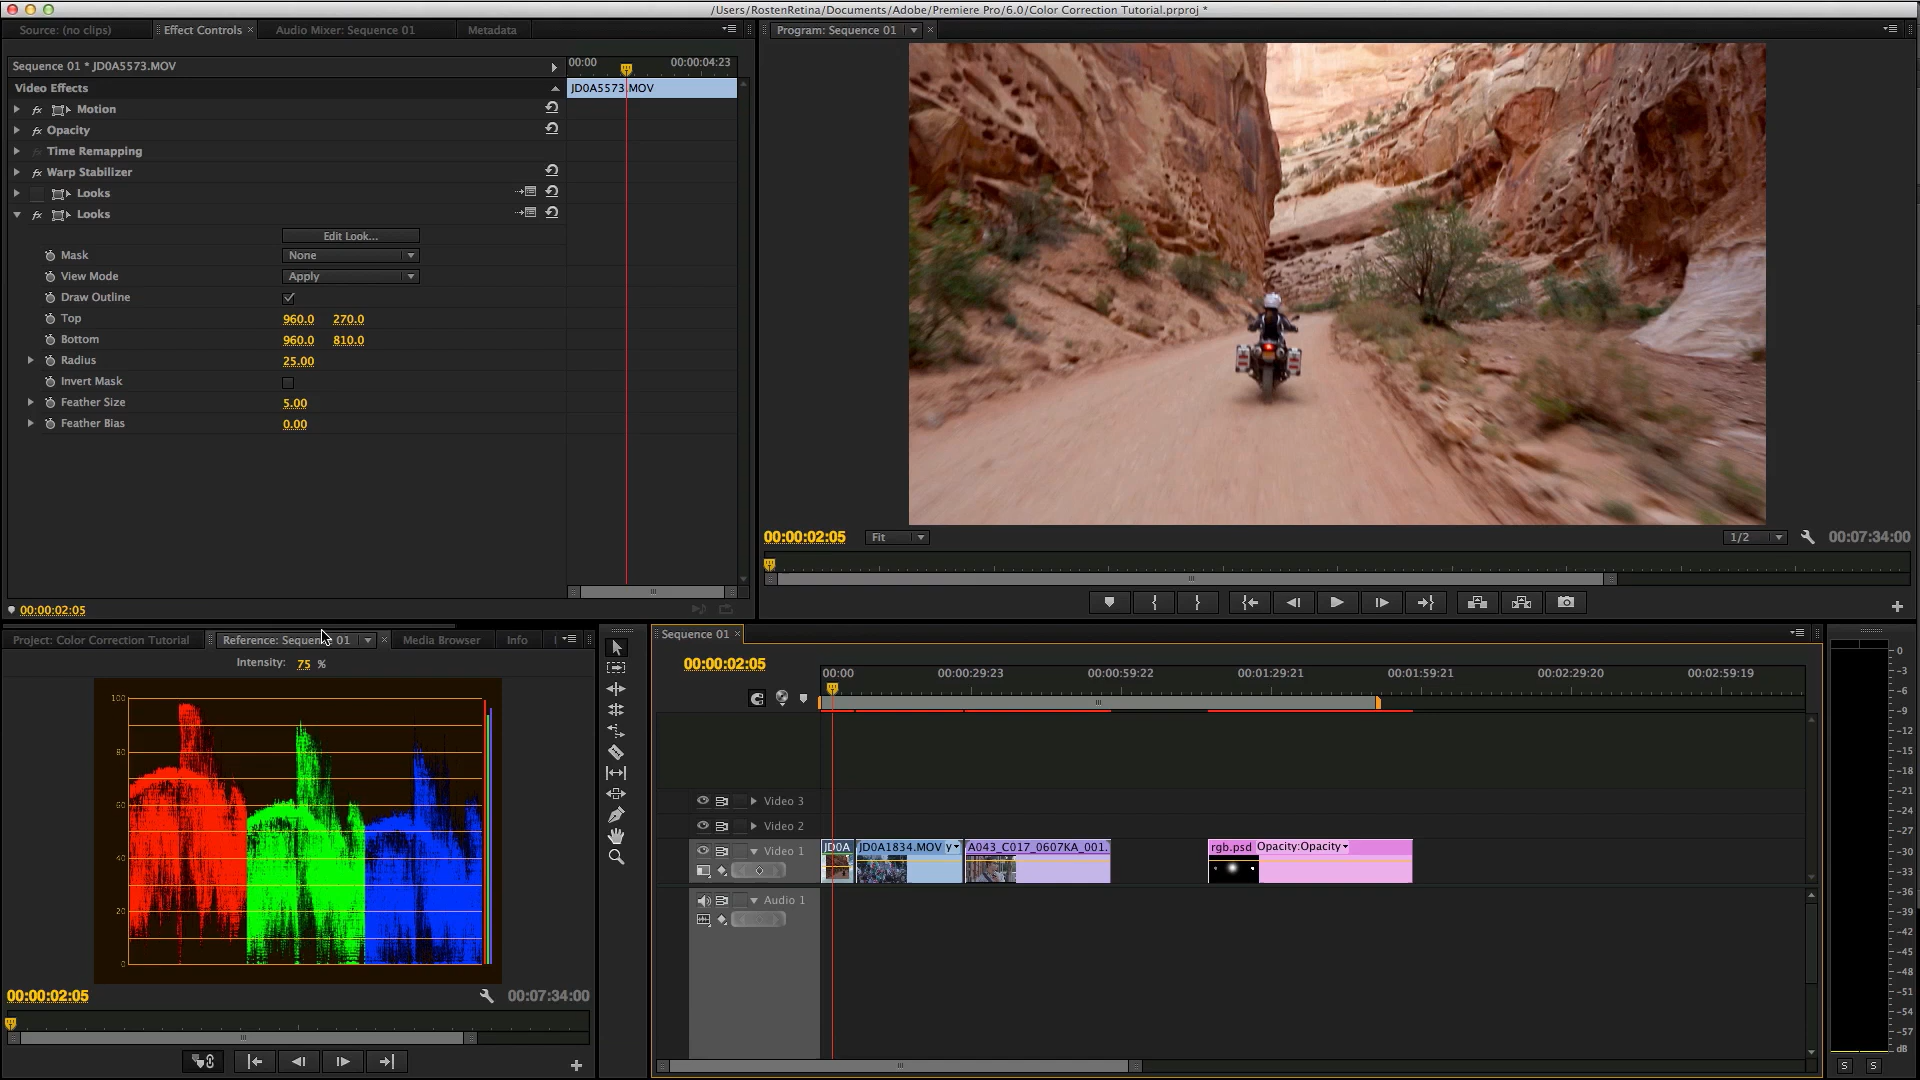 /Users/RostenRetina/Documents/Adobe/Premiere Pro/6.0/Color Correction Tutorial.prproj *
Source: (no clips)
Effect Controls
Audio Mixer: Sequence 01
Metadata
Program: Sequence 01
Sequence 01 * JD0A5573.MOV
00:00
00:00:04:23
Video Effects
JD0A5573.MOV
fx Motion
fx Opacity
fx Time Remapping
fx Warp Stabilizer
Looks
fx Looks
Edit Look...
Mask None
View Mode Apply
Draw Outline
Top 960.0 270.0
Bottom 960.0 810.0
Radius 25.00
Invert Mask
Feather Size 5.00
Feather Bias 0.00
00:00:02:05
00:00:02:05 Fit 1/2 00:07:34:00
Project: Color Correction Tutorial
Reference: Sequence 01
Media Browser
Info
Intensity: 75 %
100
80
60
40
20
0
00:00:02:05
00:07:34:00
Sequence 01
00:00:02:05
00:00 00:00:29:23 00:00:59:22 00:01:29:21 00:01:59:21 00:02:29:20 00:02:59:19
Video 3
Video 2
Video 1
JD0A
JD0A1834.MOV
A043_C017_0607KA_001.
rgb.psd Opacity:Opacity
Audio 1
0
-3
-6
-9
-12
-15
-18
-21
-24
-27
-30
-33
-36
-39
-42
-45
-48
-51
-54
-57
dB
S S